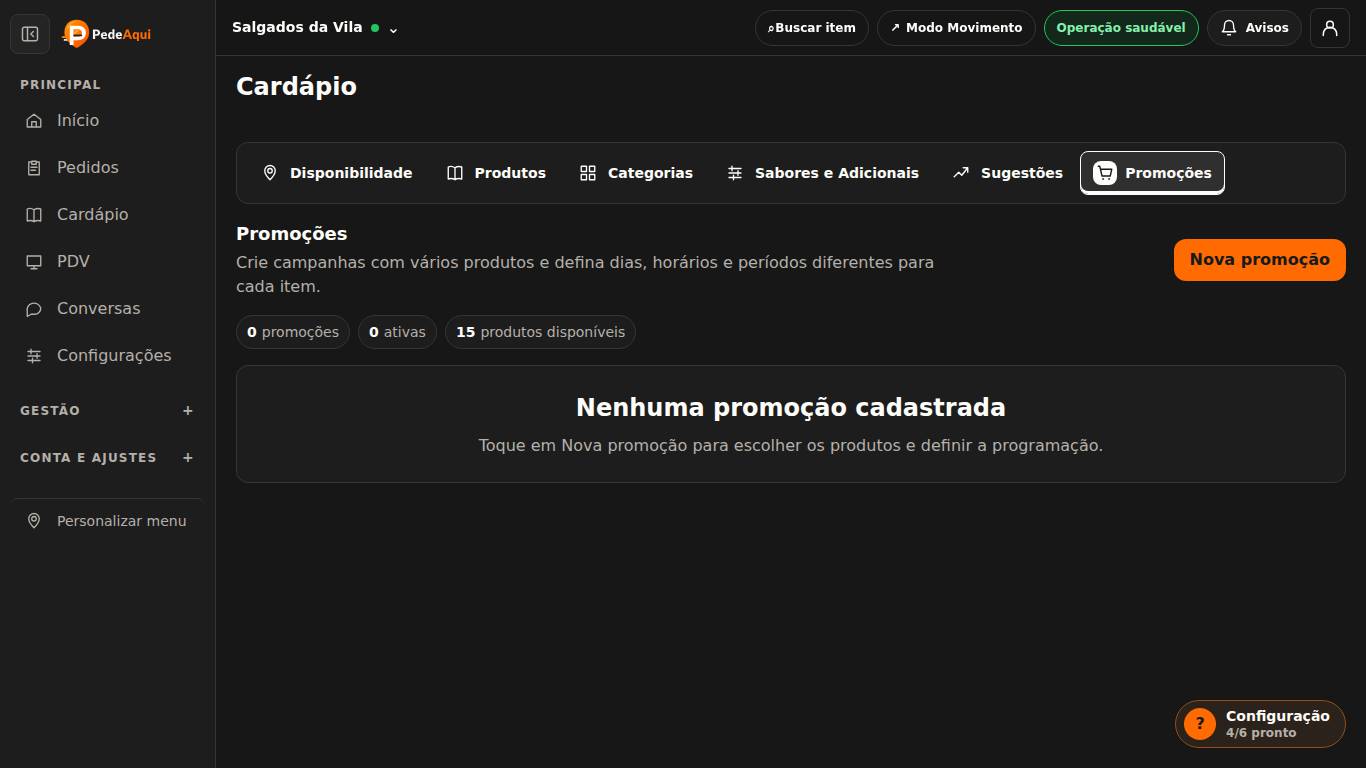 PedeAqui
PRINCIPAL
Início
Pedidos
Cardápio
PDV
Conversas
Configurações
GESTÃO +
CONTA E AJUSTES +
Personalizar menu
Salgados da Vila
Buscar item
Modo Movimento
Operação saudável
Avisos
Cardápio
Disponibilidade
Produtos
Categorias
Sabores e Adicionais
Sugestões
Promoções
Promoções
Crie campanhas com vários produtos e defina dias, horários e períodos diferentes para
cada item.
Nova promoção
0 promoções
0 ativas
15 produtos disponíveis
Nenhuma promoção cadastrada
Toque em Nova promoção para escolher os produtos e definir a programação.
?
Configuração
4/6 pronto